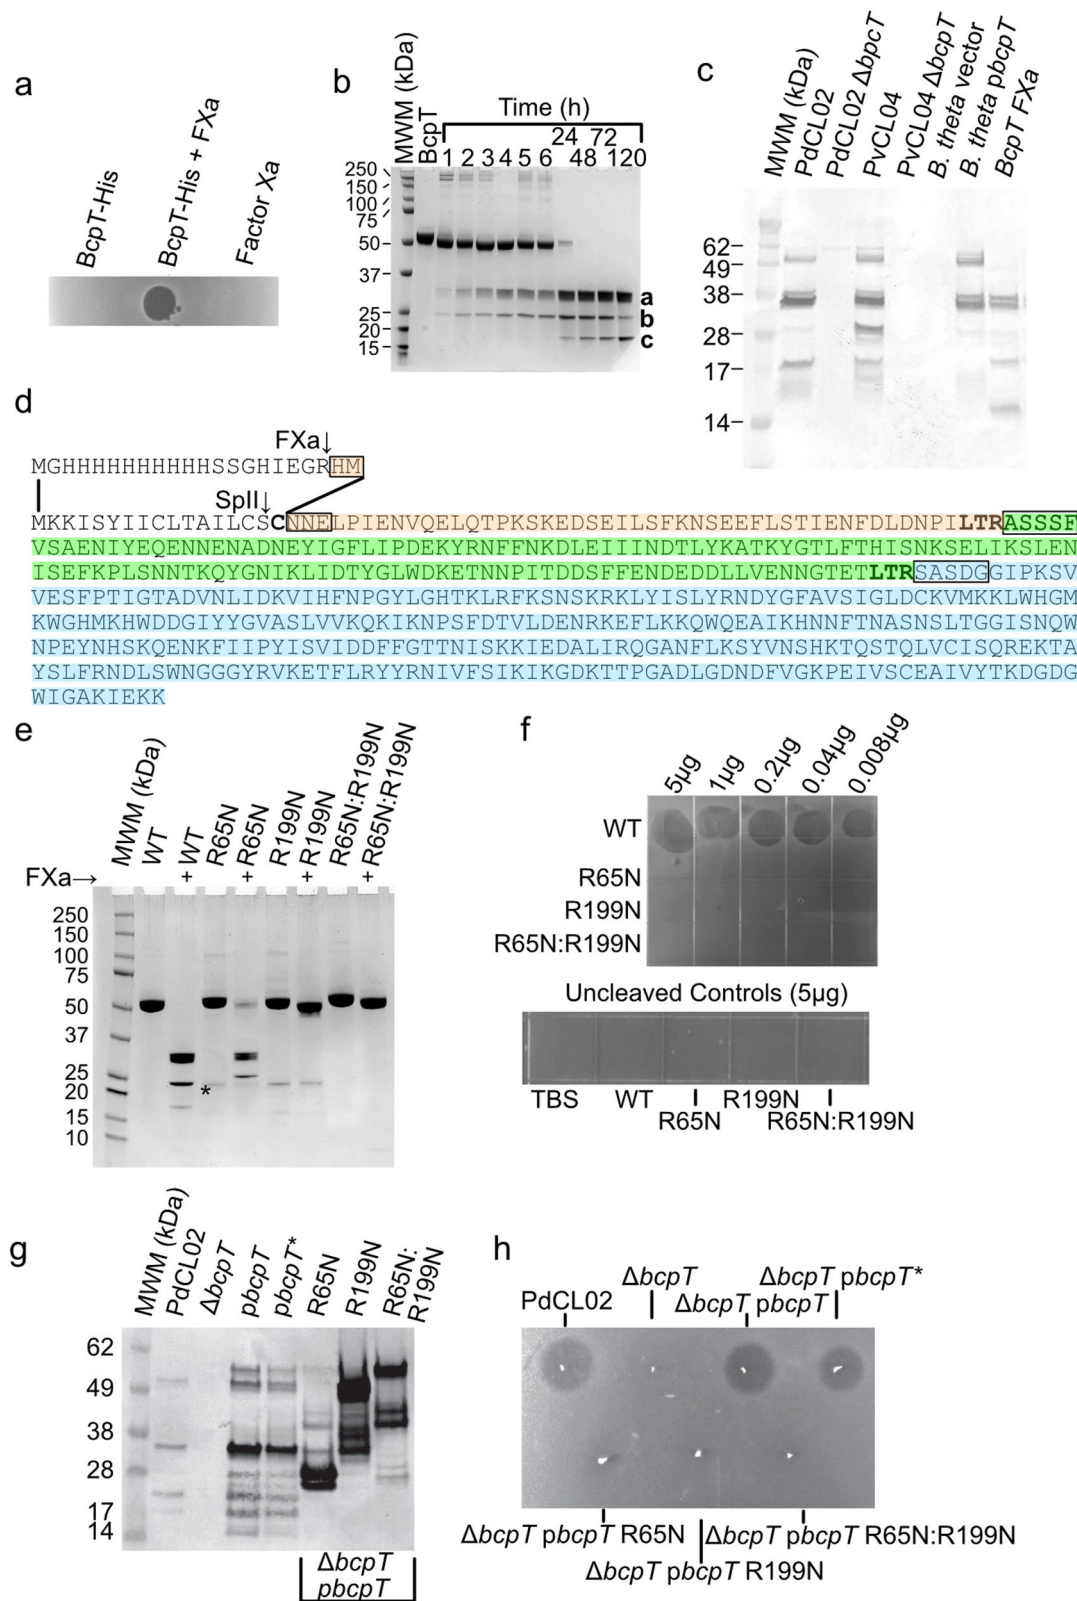 a
BcpT-His
BcpT-His + FXa
Factor Xa
b
MWM (kDa)
BcpT
Time (h)
24 72
1 2 3 4 5 6 48 120
250
150
100
75
50
37
25
20
15
a
b
c
c
MWM (kDa)
PdCL02
PdCL02 ΔbpcT
PvCL04
PvCL04 ΔbcpT
B. theta vector
B. theta pbcpT
BcpT FXa
62
49
38
28
17
14
d
FXa↓
MGHHHHHHHHHHSSGHIEGRHM
SpII↓
MKKISYIICLTAILCSCNNELPIENVQELQTPKSKEDSEILSFKNSEEFLSTIENFDLDNPILTRASSSF
VSAENIYEQENNENADNEYIGFLIPDEKYRNFFNKDLEIIINDTLYKATKYGTLFTHISNKSELIKSLEN
ISEFKPLSNNTKQYGNIKLIDTYGLWDKETNNPITDDSFFENDEDDLLVENNGTETLTRSASDGGIPKSV
VESFPTIGTADVNLIDKVIHFNPGYLGHTKLRFKSNSKRKLYISLYRNDYGFAVSIGLDCKVMKKLWHGM
KWGHMKHWDDGIYYGVASLVVKQKIKNPSFDTVLDENRKEFLKKQWQEAIKHNNFTNASNSLTGGISNQW
NPEYNHSKQENKFIIPYISVIDDFFGTTNISKKIEDALIRQGANFLKSYVNSHKTQSTQLVCISQREKTA
YSLFRNDLSWNGGGYRVKETFLRYYRNIVFSIKIKGDKTTPGADLGDNDFVGKPEIVSCEAIVYTKDGDG
WIGAKIEKK
e
MWM (kDa)
WT
WT
R65N
R65N
R199N
R199N
R65N:R199N
R65N:R199N
FXa→ + + + +
250
150
100
75
50
37
25
20
15
10
*
f
5μg
1μg
0.2μg
0.04μg
0.008μg
WT
R65N
R199N
R65N:R199N
Uncleaved Controls (5μg)
TBS WT R199N
R65N R65N:R199N
g
MWM (kDa)
PdCL02
ΔbcpT
pbcpT
pbcpT*
R65N
R199N
R65N:
R199N
62
49
38
28
17
14
ΔbcpT
pbcpT
h
ΔbcpT ΔbcpT pbcpT*
PdCL02 ΔbcpT pbcpT
ΔbcpT pbcpT R65N ΔbcpT pbcpT R65N:R199N
ΔbcpT pbcpT R199N